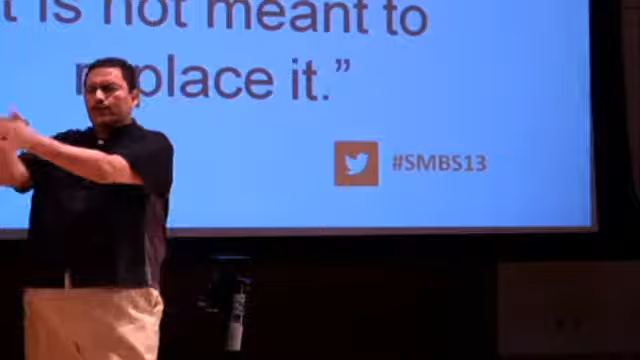 is not meant to
place it.”
#SMBS13